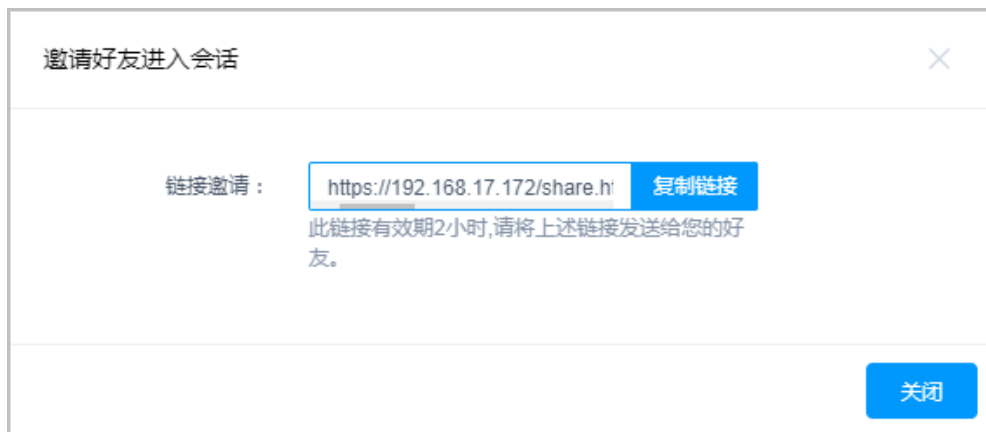 邀请好友进入会话
链接邀请：
https://192.168.17.172/share.h
复制链接
此链接有效期2小时,请将上述链接发送给您的好
友。
关闭